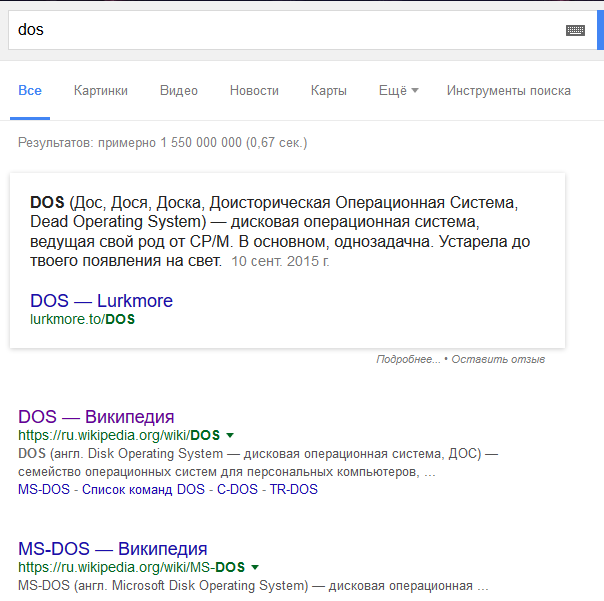 dos
Все Картинки Видео Новости Карты Ещё Инструменты поиска
Результатов: примерно 1 550 000 000 (0,67 сек.)
DOS (Дос, Дося, Доска, Доисторическая Операционная Система,
Dead Operating System) — дисковая операционная система,
ведущая свой род от CP/M. В основном, однозадачна. Устарела до
твоего появления на свет. 10 сент. 2015 г.
DOS — Lurkmore
lurkmore.to/DOS
Подробнее... • Оставить отзыв
DOS — Википедия
https://ru.wikipedia.org/wiki/DOS
DOS (англ. Disk Operating System — дисковая операционная система, ДОС) —
семейство операционных систем для персональных компьютеров, ...
MS-DOS - Список команд DOS - C-DOS - TR-DOS
MS-DOS — Википедия
https://ru.wikipedia.org/wiki/MS-DOS
MS-DOS (англ. Microsoft Disk Operating System) — дисковая операционная ...